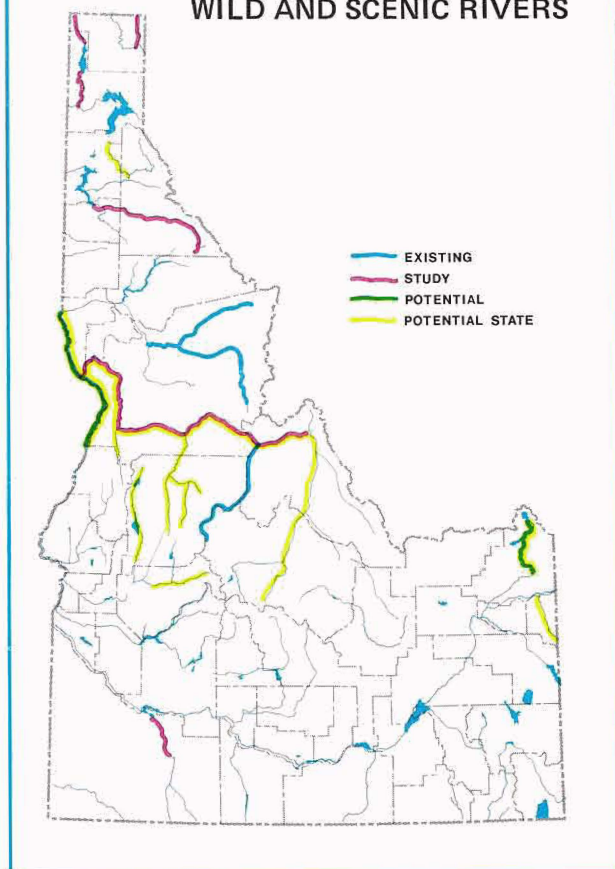 WILD AND SCENIC RIVERS
EXISTING
STUDY
POTENTIAL
POTENTIAL STATE